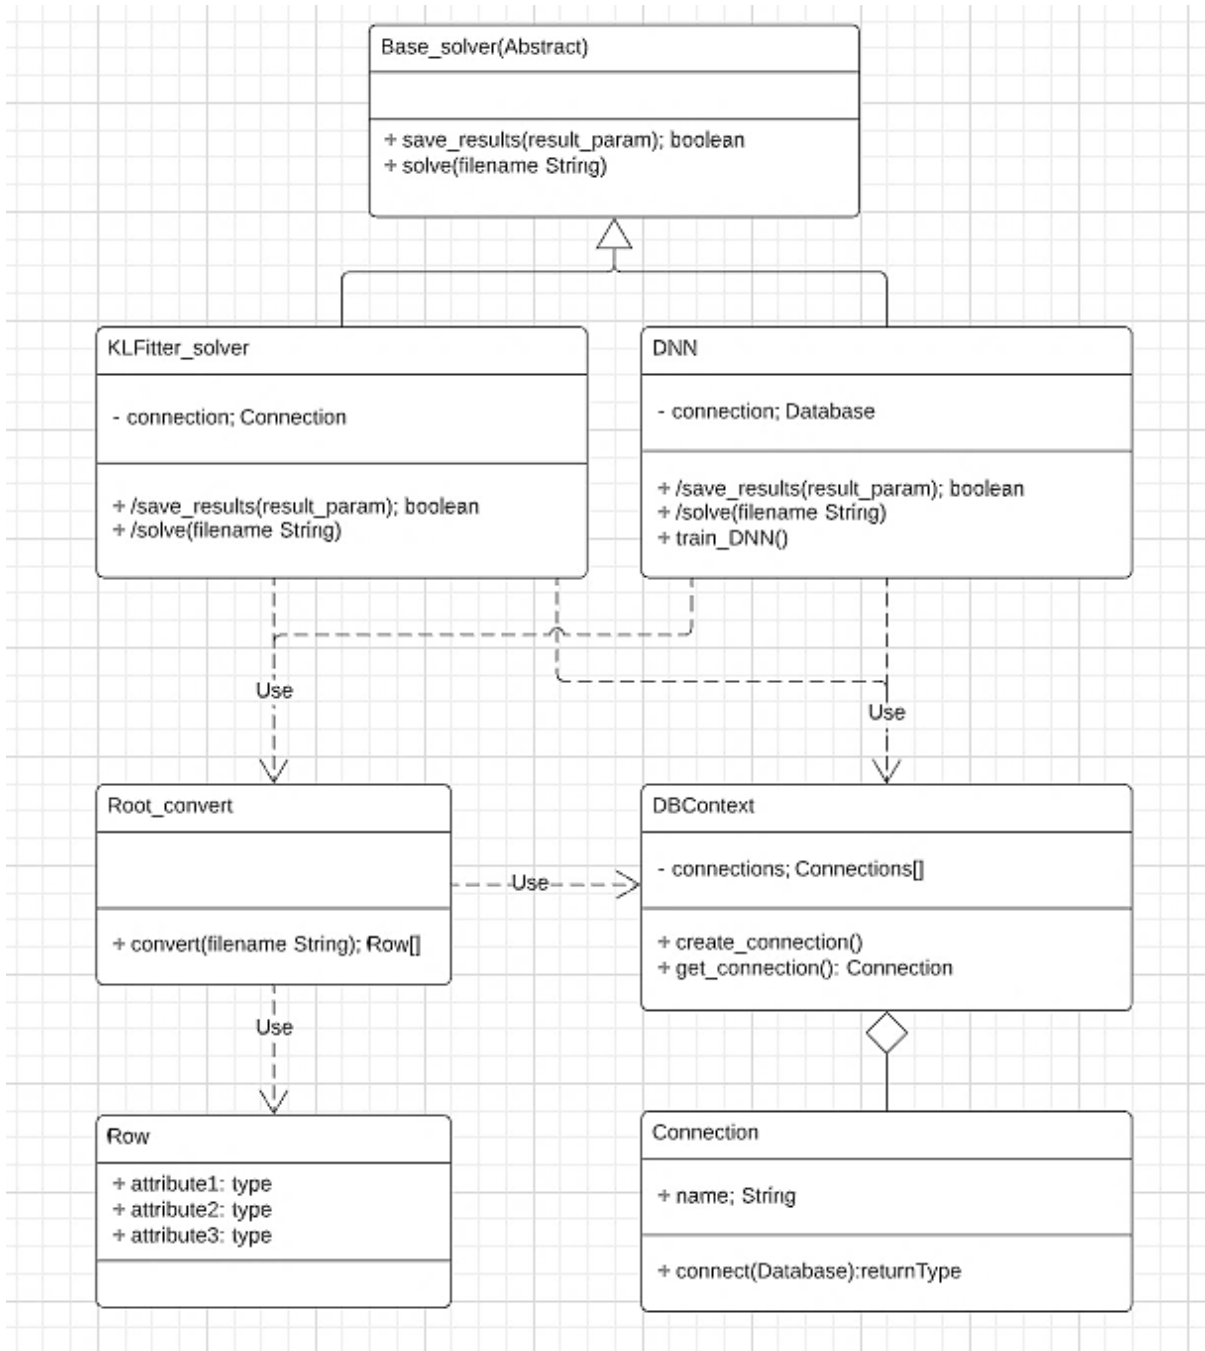 Base_solver(Abstract)
+ save_results(result_param); boolean
+ solve(filename String)
KLFitter_solver
- connection; Connection
+ /save_results(result_param); boolean
+ /solve(filename String)
DNN
- connection; Database
+ /save_results(result_param); boolean
+ /solve(filename String)
+ train_DNN()
Use
Use
Root_convert
+ convert(filename String); Row[]
Use
DBContext
- connections; Connections[]
+ create_connection()
+ get_connection(): Connection
Use
Row
+ attribute1: type
+ attribute2: type
+ attribute3: type
Connection
+ name; String
+ connect(Database):returnType